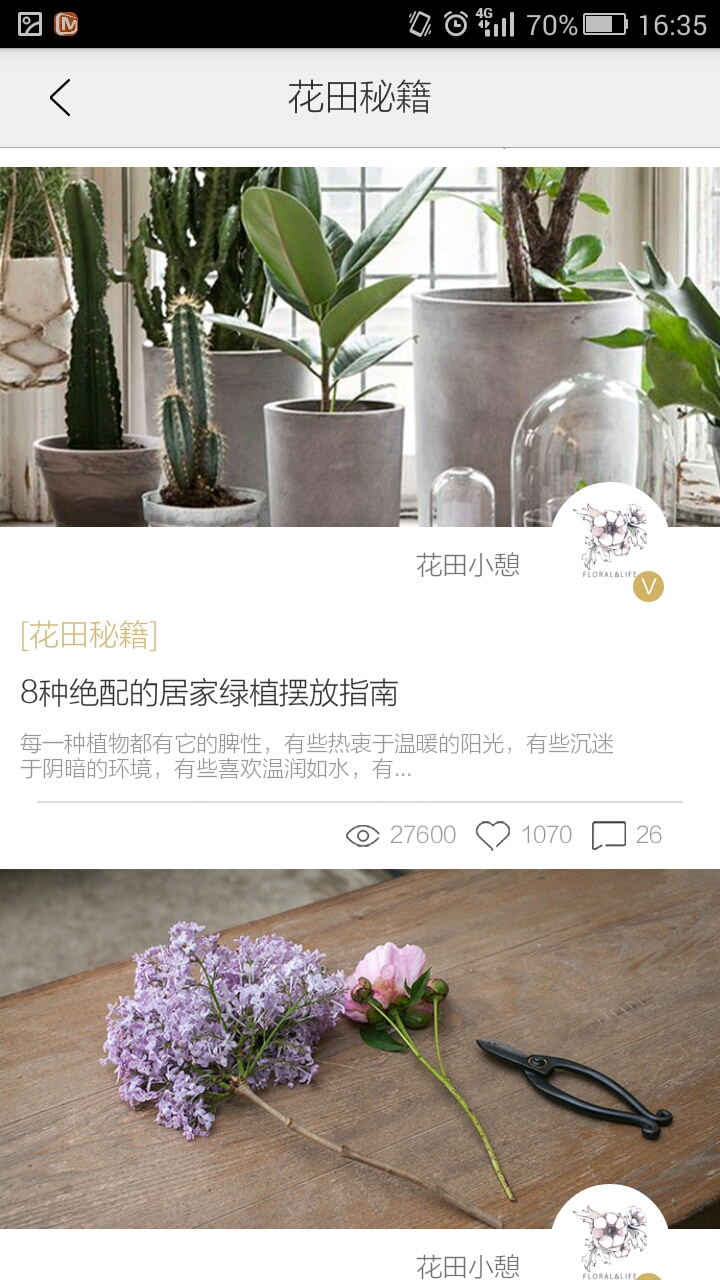 4G 70% 16:35
花田秘籍
花田小憩
FLORAL&LIFE
V
[花田秘籍]
8种绝配的居家绿植摆放指南
每一种植物都有它的脾性，有些热衷于温暖的阳光，有些沉迷
于阴暗的环境，有些喜欢温润如水，有...
27600 1070 26
花田小憩
FLORAL&LIFE